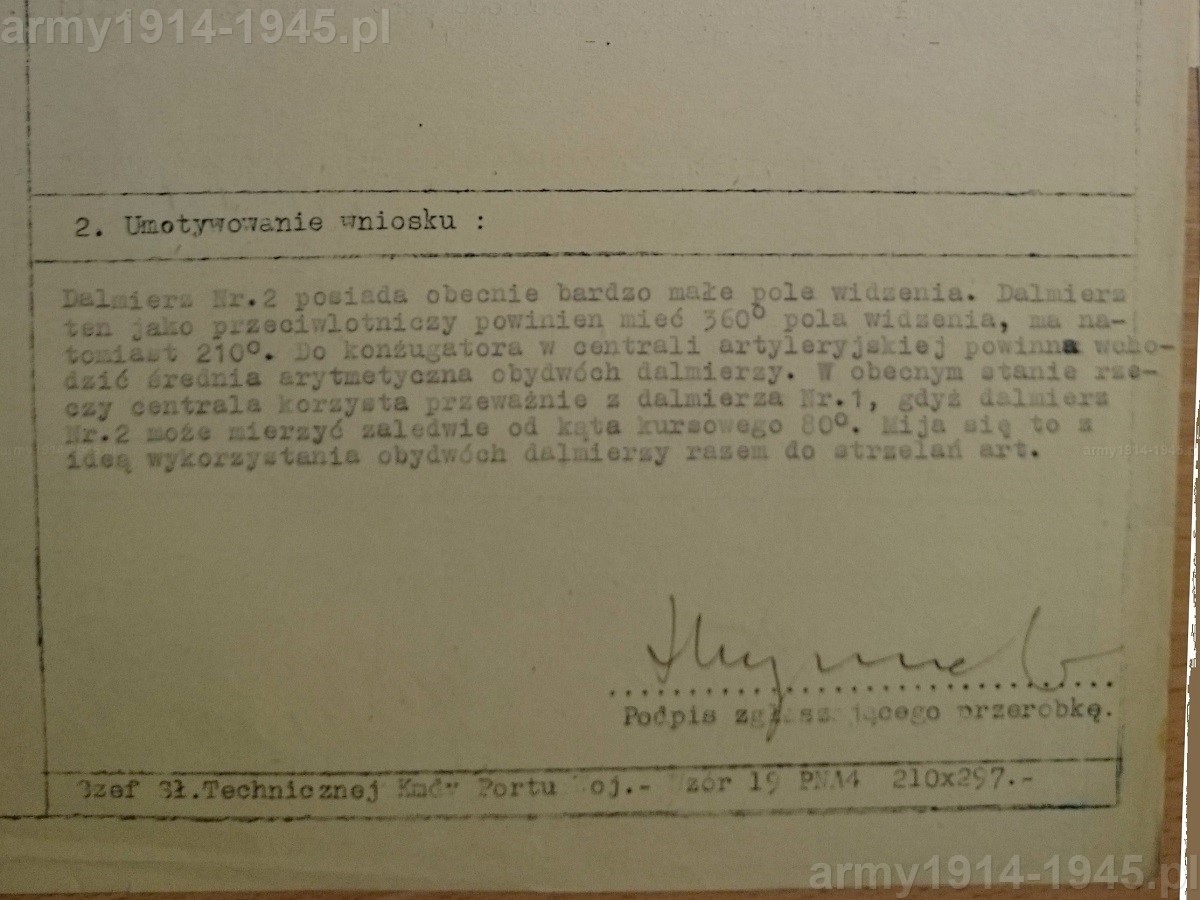 army1914-1945.pl
2. Umotywowanie wniosku :
Dalmierz Nr.2 posiada obecnie bardzo małe pole widzenia. Dalmierz
ten jako przeciwlotniczy powinien mieć 360° pola widzenia, ma na-
tomiast 210°. Do konżugatora w centrali artyleryjskiej powinna wcho-
dzić średnia arytmetyczna obydwóch dalmierzy. W obecnym stanie rze-
czy centrala korzysta przeważnie z dalmierza Nr.1, gdyż dalmierz
Nr.2 może mierzyć zaledwie od kąta kursowego 80°. Mija się to z
ideą wykorzystania obydwóch dalmierzy razem do strzelań art.
Podpis zgłaszającego przerobkę.
Szef Sł.Technicznej Kmdy Portu Woj.- Wzór 19 PNA4 210x297.-
army1914-1945.pl